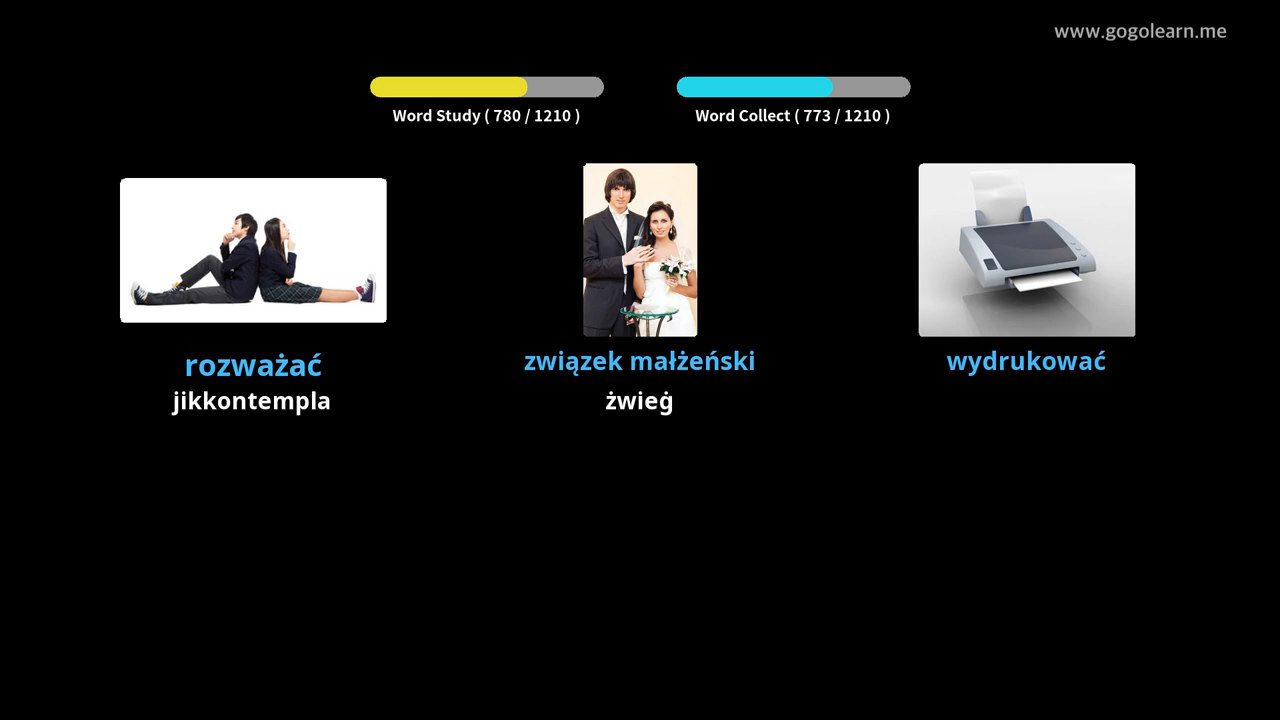 www.gogolearn.me
Word Study ( 780 / 1210 )
Word Collect ( 773 / 1210 )
rozważać
jikkontempla
związek małżeński
żwieġ
wydrukować